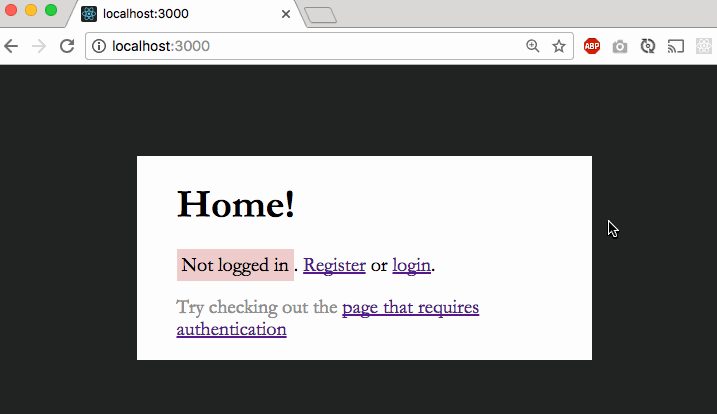 localhost:3000
localhost:3000
ABP
Home!
Not logged in . Register or login.
Try checking out the page that requires
authentication